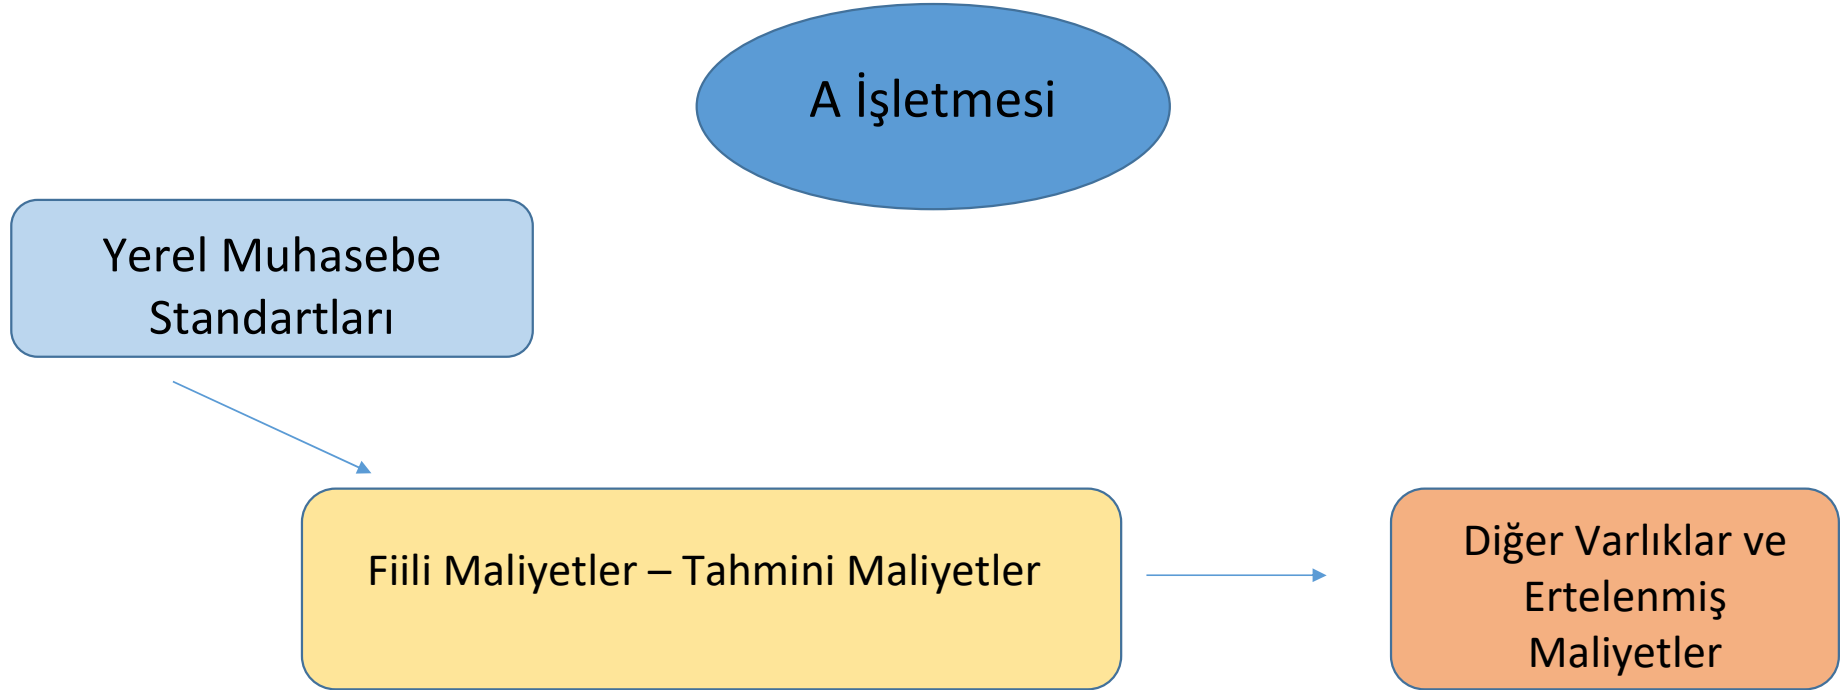 A İşletmesi
Yerel Muhasebe
Standartları
Fiili Maliyetler – Tahmini Maliyetler
Diğer Varlıklar ve
Ertelenmiş
Maliyetler